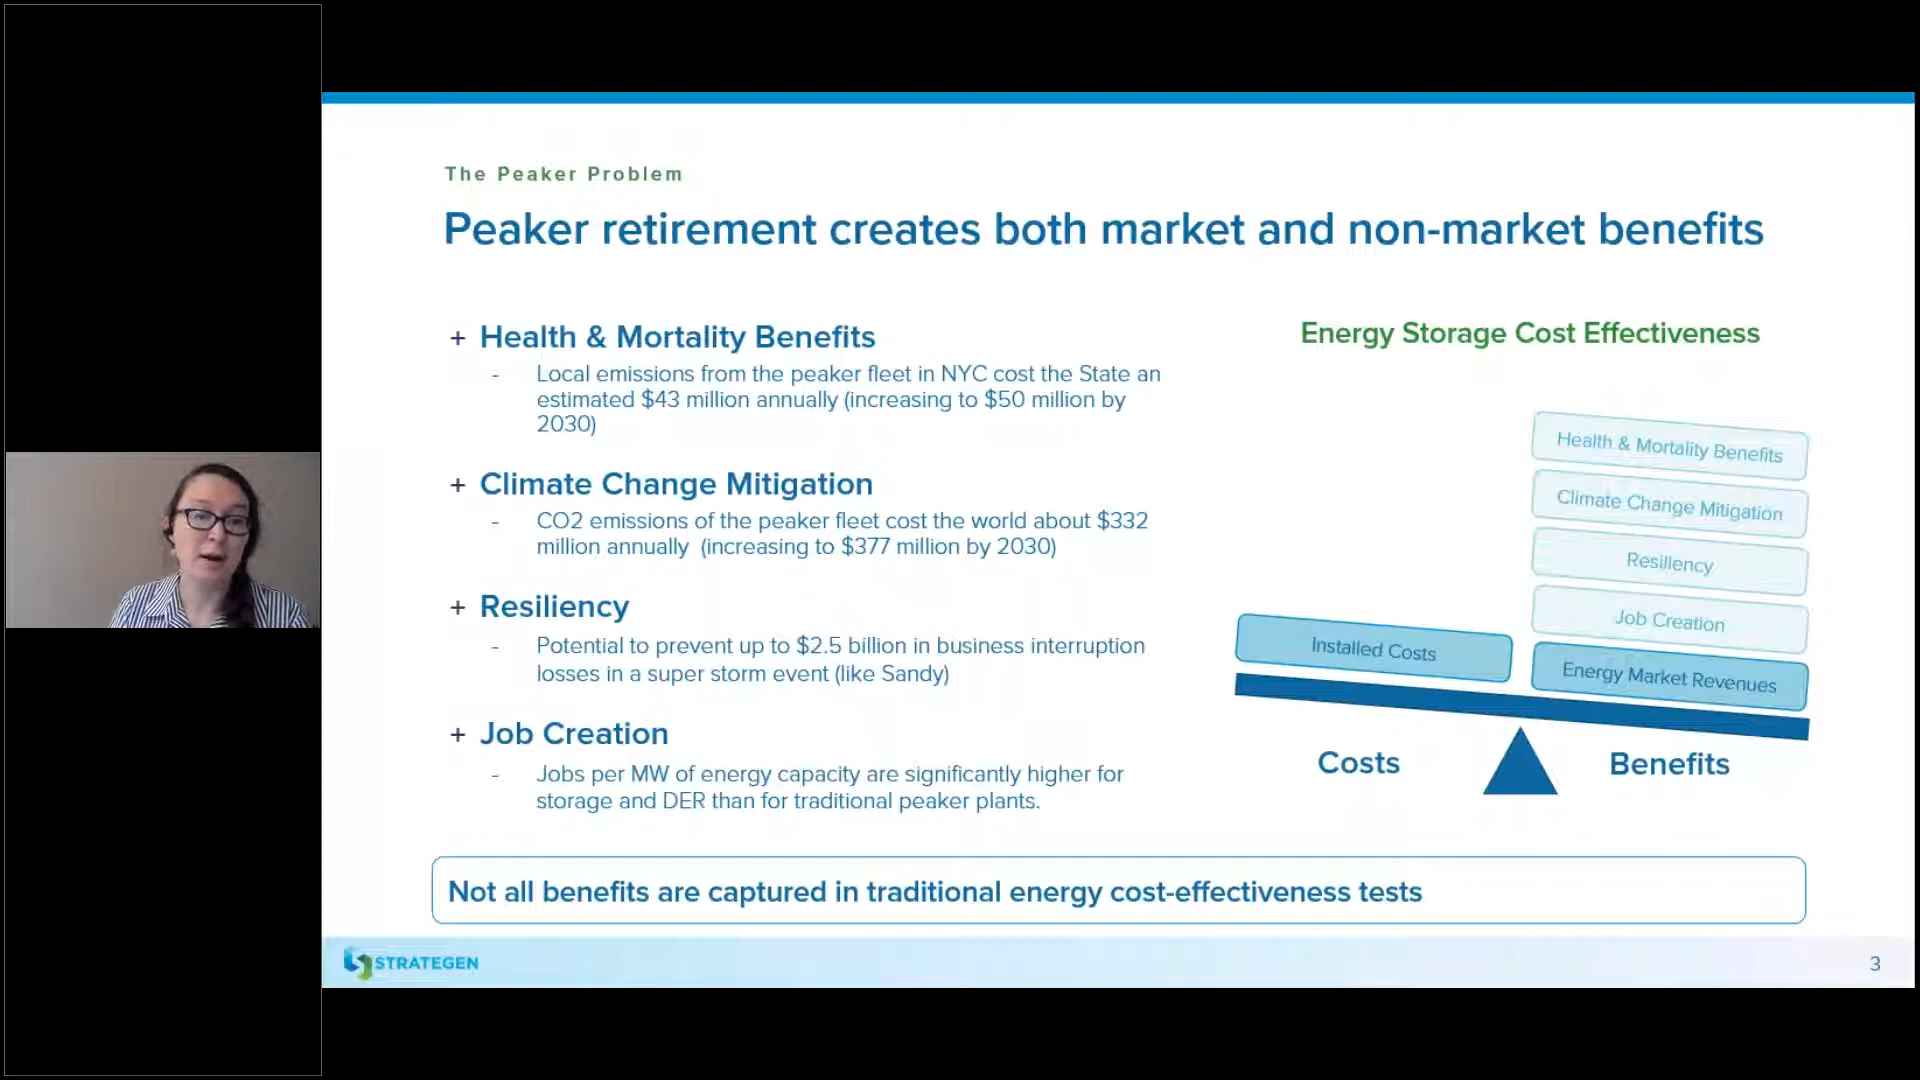 The Peaker Problem
Peaker retirement creates both market and non-market benefits
+ Health & Mortality Benefits
- Local emissions from the peaker fleet in NYC cost the State an
estimated $43 million annually (increasing to $50 million by
2030)
+ Climate Change Mitigation
- CO2 emissions of the peaker fleet cost the world about $332
million annually (increasing to $377 million by 2030)
+ Resiliency
- Potential to prevent up to $2.5 billion in business interruption
losses in a super storm event (like Sandy)
+ Job Creation
- Jobs per MW of energy capacity are significantly higher for
storage and DER than for traditional peaker plants.
Energy Storage Cost Effectiveness
Health & Mortality Benefits
Climate Change Mitigation
Resiliency
Job Creation
Installed Costs
Energy Market Revenues
Costs
Benefits
Not all benefits are captured in traditional energy cost-effectiveness tests
STRATEGEN
3